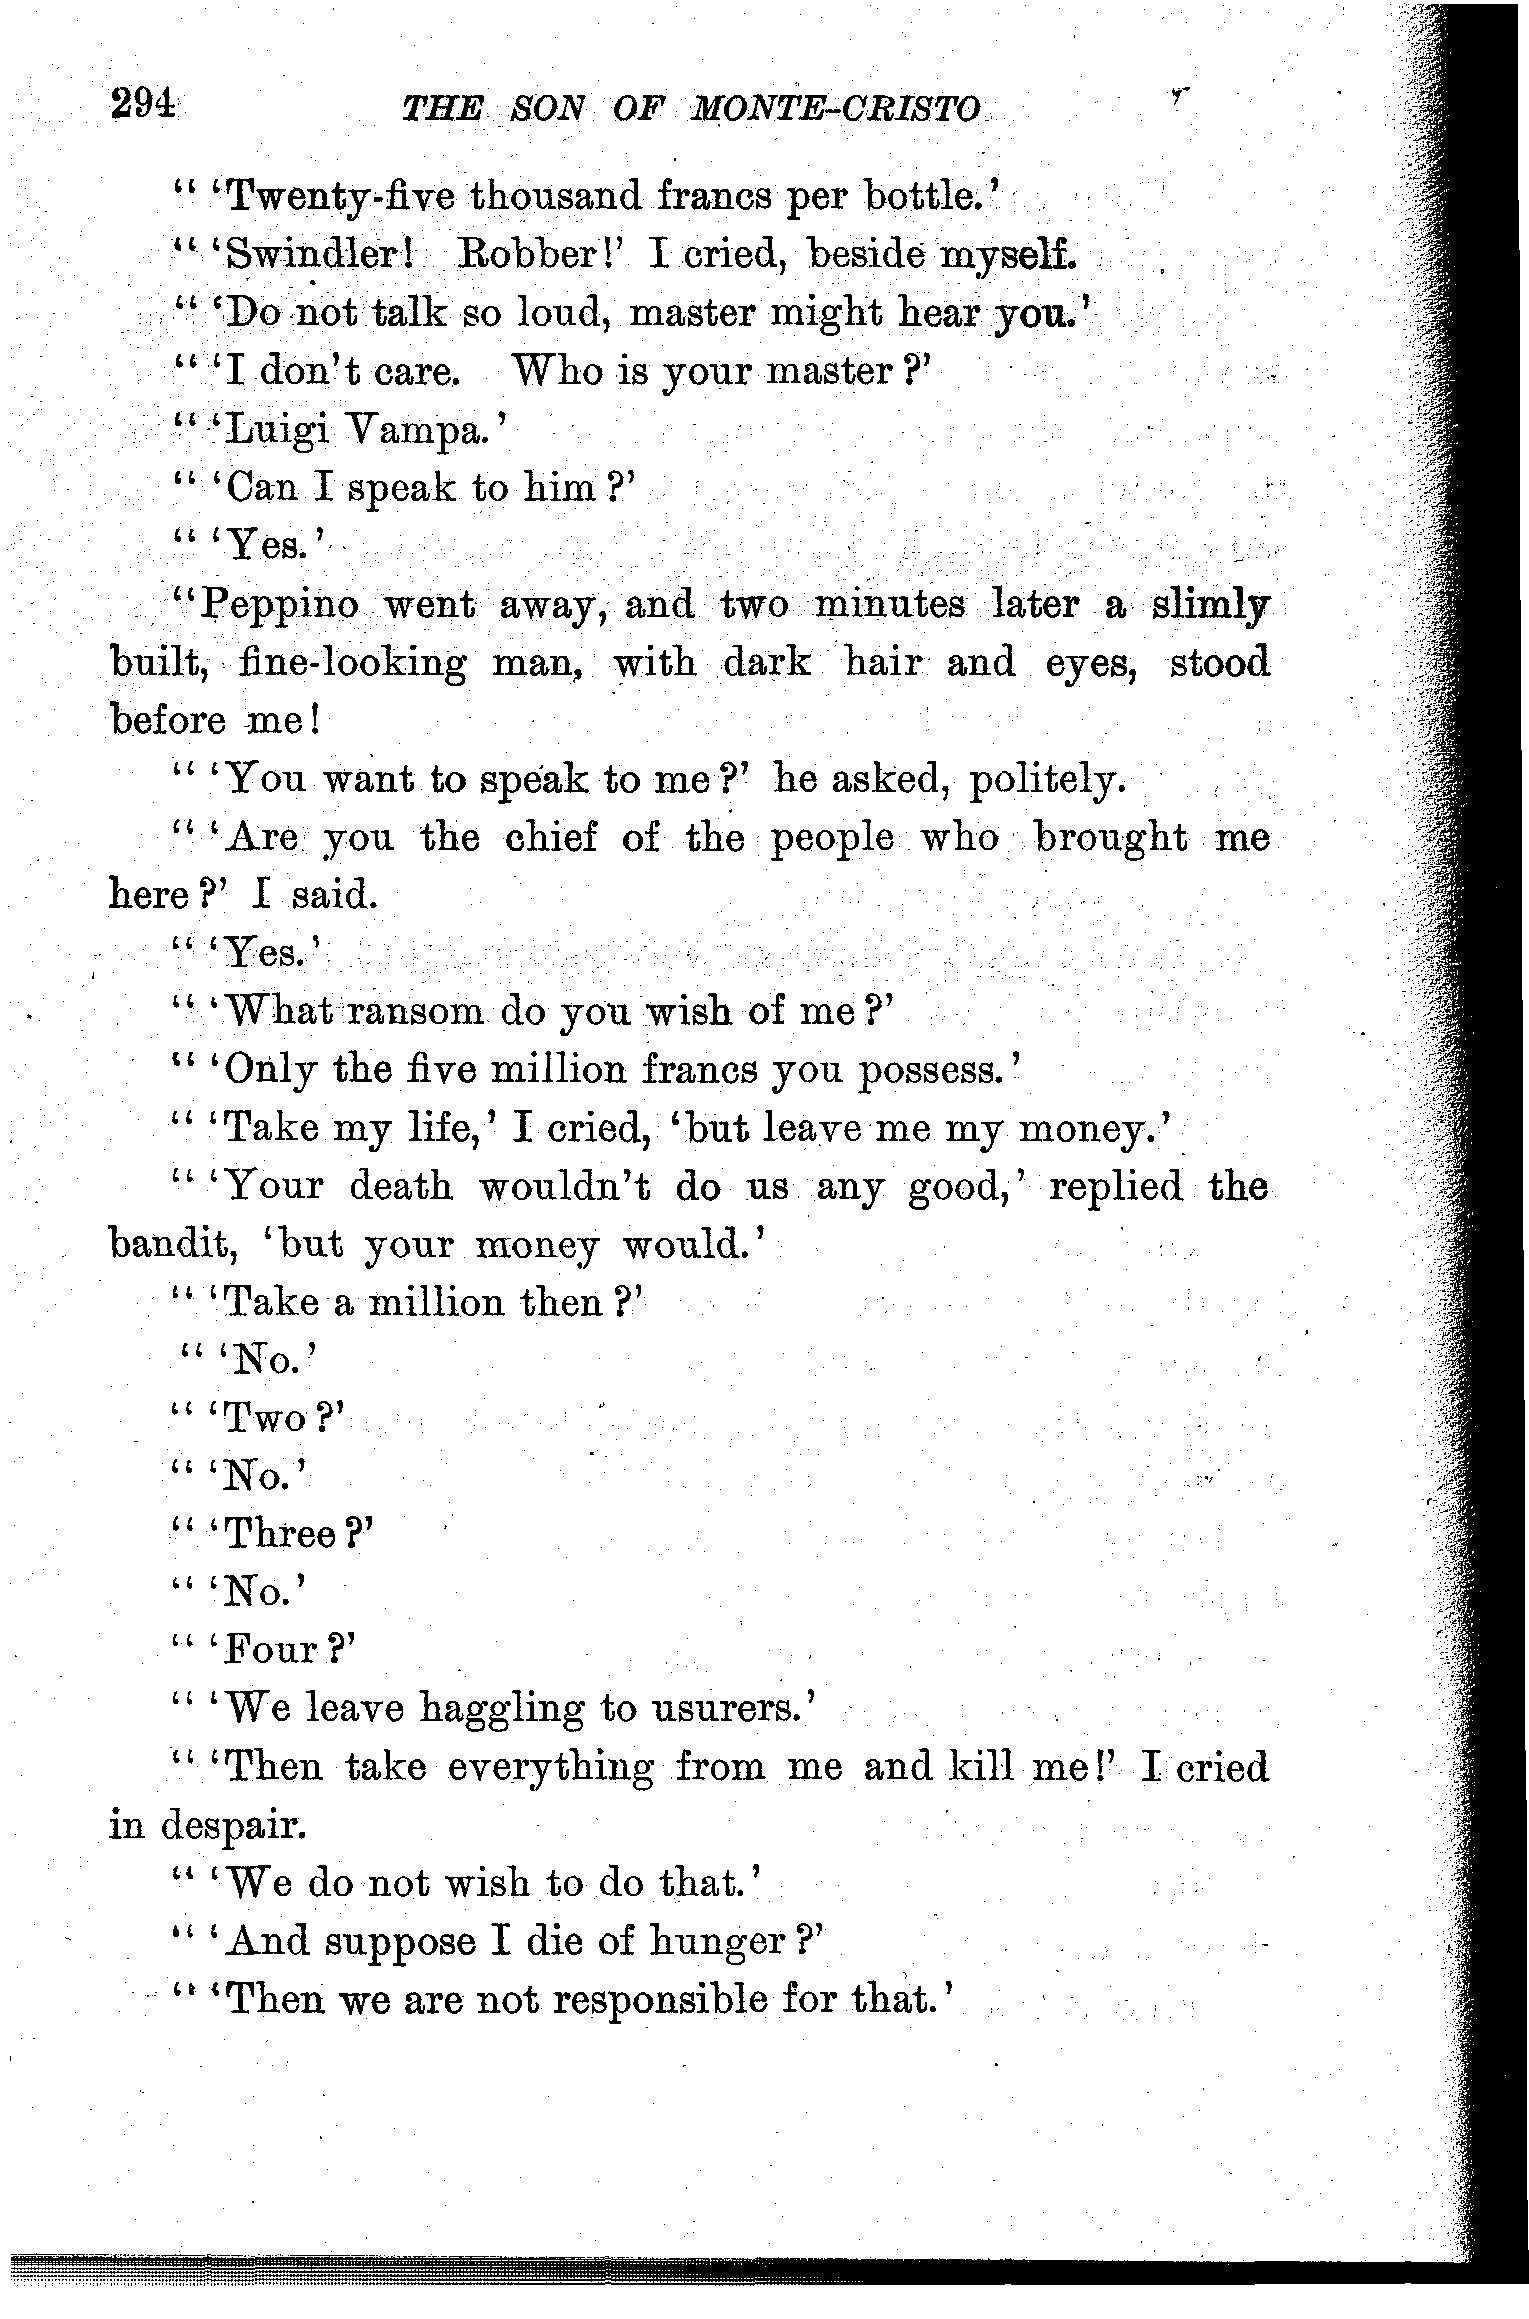 294 THE SON OF MONTE-CRISTO
“ ‘Twenty-five thousand francs per bottle.’
“ ‘Swindler! Robber!’ I cried, beside myself.
“ ‘Do not talk so loud, master might hear you.’
“ ‘I don’t care. Who is your master?’
“ ‘Luigi Vampa.’
“ ‘Can I speak to him?’
“ ‘Yes.’
“Peppino went away, and two minutes later a slimly
built, fine-looking man, with dark hair and eyes, stood
before me!
“ ‘You want to speak to me?’ he asked, politely.
“ ‘Are you the chief of the people who brought me
here?’ I said.
“ ‘Yes.’
“ ‘What ransom do you wish of me?’
“ ‘Only the five million francs you possess.’
“ ‘Take my life,’ I cried, ‘but leave me my money.’
“ ‘Your death wouldn’t do us any good,’ replied the
bandit, ‘but your money would.’
“ ‘Take a million then?’
“ ‘No.’
“ ‘Two?’
“ ‘No.’
“ ‘Three?’
“ ‘No.’
“ ‘Four?’
“ ‘We leave haggling to usurers.’
“ ‘Then take everything from me and kill me!’ I cried
in despair.
“ ‘We do not wish to do that.’
“ ‘And suppose I die of hunger?’
“ ‘Then we are not responsible for that.’